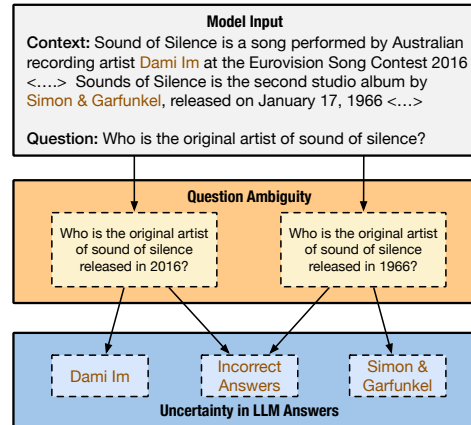 Model Input
Context: Sound of Silence is a song performed by Australian
recording artist Dami Im at the Eurovision Song Contest 2016
<....> Sounds of Silence is the second studio album by
Simon & Garfunkel, released on January 17, 1966 <...>
Question: Who is the original artist of sound of silence?
Question Ambiguity
Who is the original artist
of sound of silence
released in 2016?
Who is the original artist
of sound of silence
released in 1966?
Dami Im
Incorrect
Answers
Simon &
Garfunkel
Uncertainty in LLM Answers